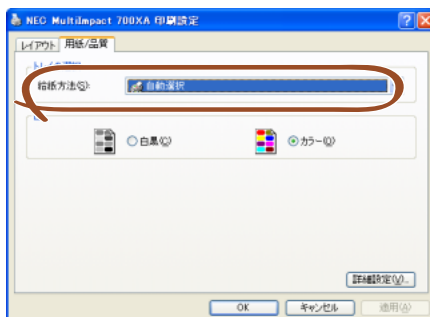 NEC MultiImpact 700XA 印刷設定
レイアウト 用紙/品質
給紙方法(S): 自動選択
白黒(C) カラー(O)
詳細設定(V)...
OK キャンセル 適用(A)